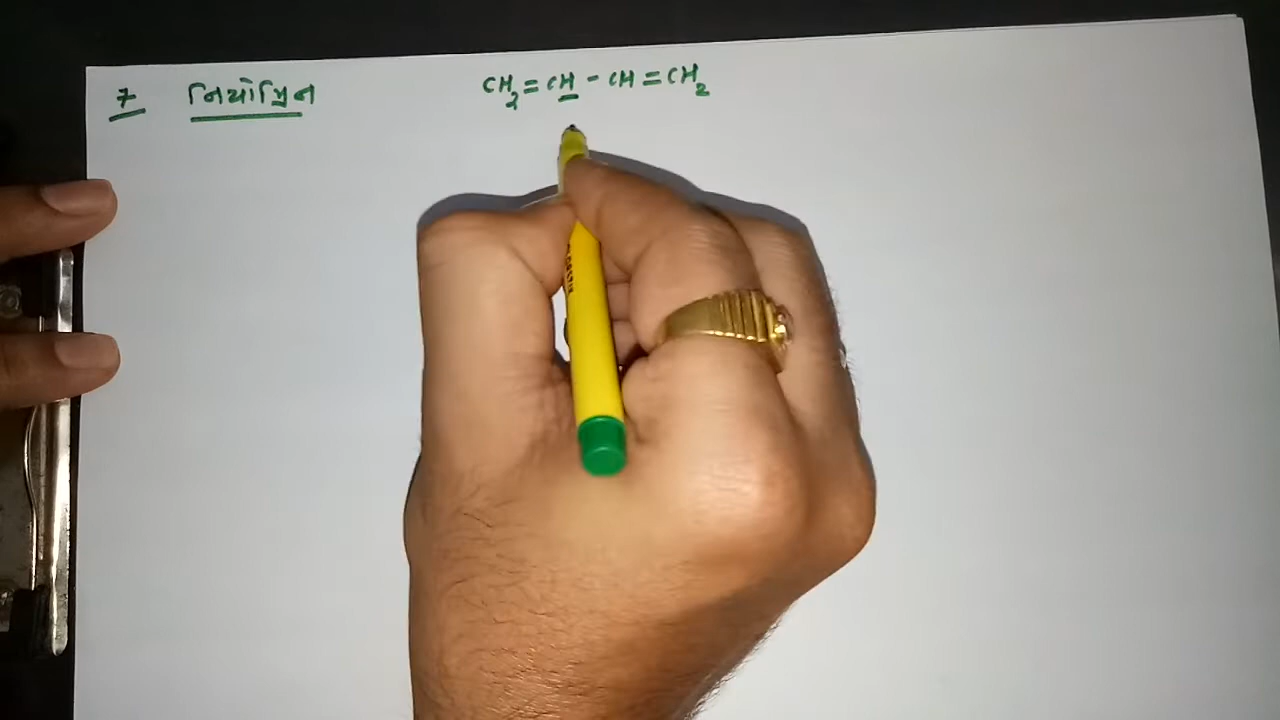 7 નિયોપ્રિન CH₂ = CH - CH = CH₂